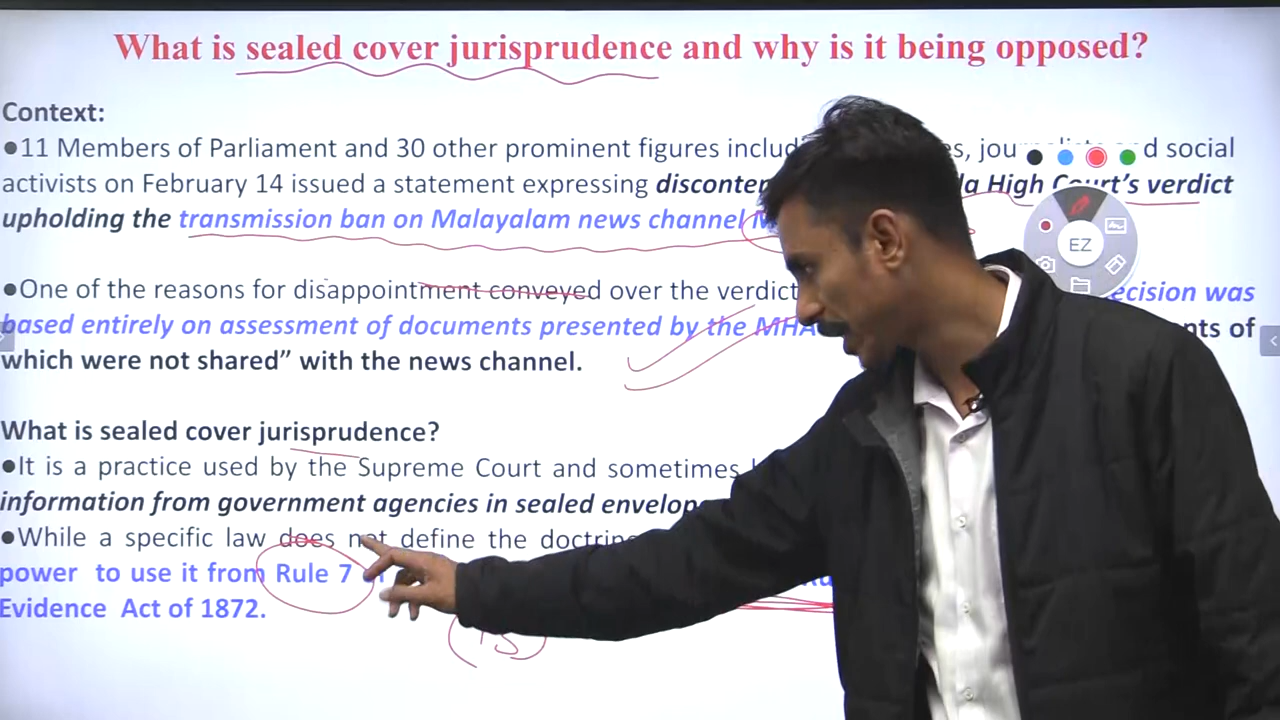 What is sealed cover jurisprudence and why is it being opposed?
Context:
●11 Members of Parliament and 30 other prominent figures includ es, jou d social
activists on February 14 issued a statement expressing High Court's verdict
upholding the transmission ban on Malayalam news channel
EZ
●One of the reasons for disappointment conveyed over the verdict ecision was
based entirely on assessment of documents presented by the MHA nts of
which were not shared" with the news channel.
What is sealed cover jurisprudence?
●It is a practice used by the Supreme Court and sometimes
information from government agencies in sealed
●While a specific law does not define the
power to use it from Rule 7
Evidence Act of 1872.